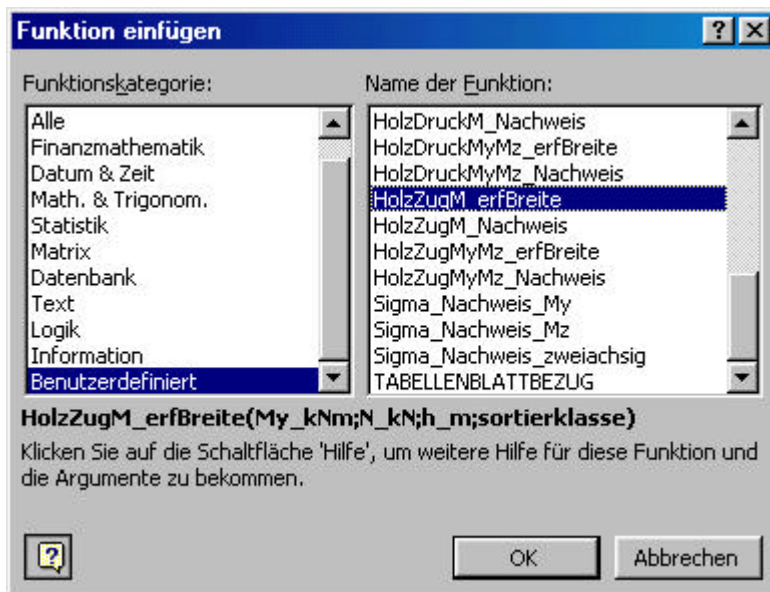 Funktion einfügen
Funktionskategorie:
Alle
Finanzmathematik
Datum & Zeit
Math. & Trigonom.
Statistik
Matrix
Datenbank
Text
Logik
Information
Benutzerdefiniert
Name der Funktion:
HolzDruckM_Nachweis
HolzDruckMyMz_erfBreite
HolzDruckMyMz_Nachweis
HolzZugM_erfBreite
HolzZugM_Nachweis
HolzZugMyMz_erfBreite
HolzZugMyMz_Nachweis
Sigma_Nachweis_My
Sigma_Nachweis_Mz
Sigma_Nachweis_zweiachsig
TABELLENBLATTBEZUG
HolzZugM_erfBreite(My_kNm;N_kN;h_m;sortierklasse)
Klicken Sie auf die Schaltfläche 'Hilfe', um weitere Hilfe für diese Funktion und
die Argumente zu bekommen.
OK
Abbrechen